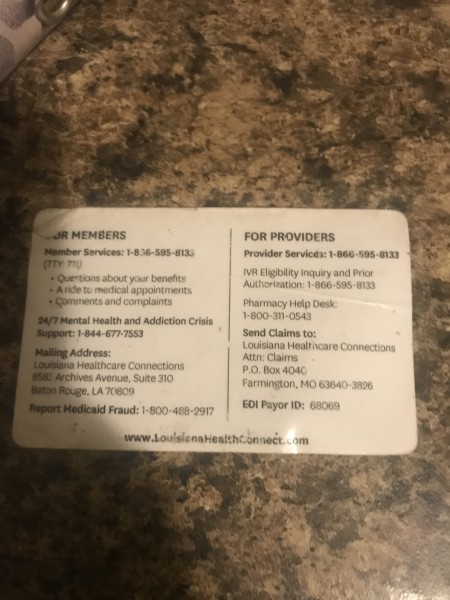 FOR MEMBERS
Member Services: 1-866-595-8133
(TTY: 711)
• Questions about your benefits
• A ride to medical appointments
• Comments and complaints
24/7 Mental Health and Addiction Crisis
Support: 1-844-677-7553
Mailing Address:
Louisiana Healthcare Connections
Archives Avenue, Suite 310
Baton Rouge, LA 70809
Report Medicaid Fraud: 1-800-488-2917
FOR PROVIDERS
Provider Services: 1-866-595-8133
IVR Eligibility Inquiry and Prior
Authorization: 1-866-595-8133
Pharmacy Help Desk:
1-800-311-0543
Send Claims to:
Louisiana Healthcare Connections
Attn: Claims
P.O. Box 4040
Farmington, MO 63640-3826
EDI Payor ID: 68069
www.LouisianaHealthConnect.com